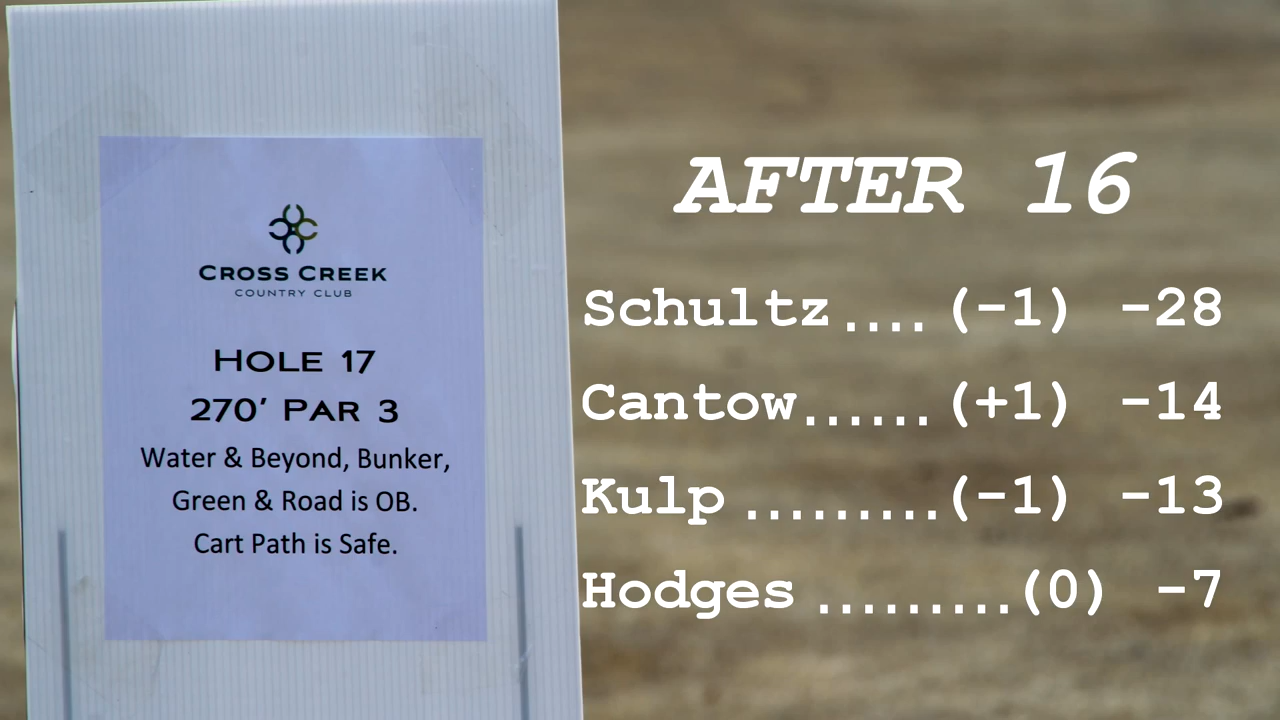 CROSS CREEK
COUNTRY CLUB
HOLE 17
270' PAR 3
Water & Beyond, Bunker,
Green & Road is OB.
Cart Path is Safe.
AFTER 16
Schultz.... (-1) -28
Cantow...... (+1) -14
Kulp .........(-1) -13
Hodges .........(0) -7